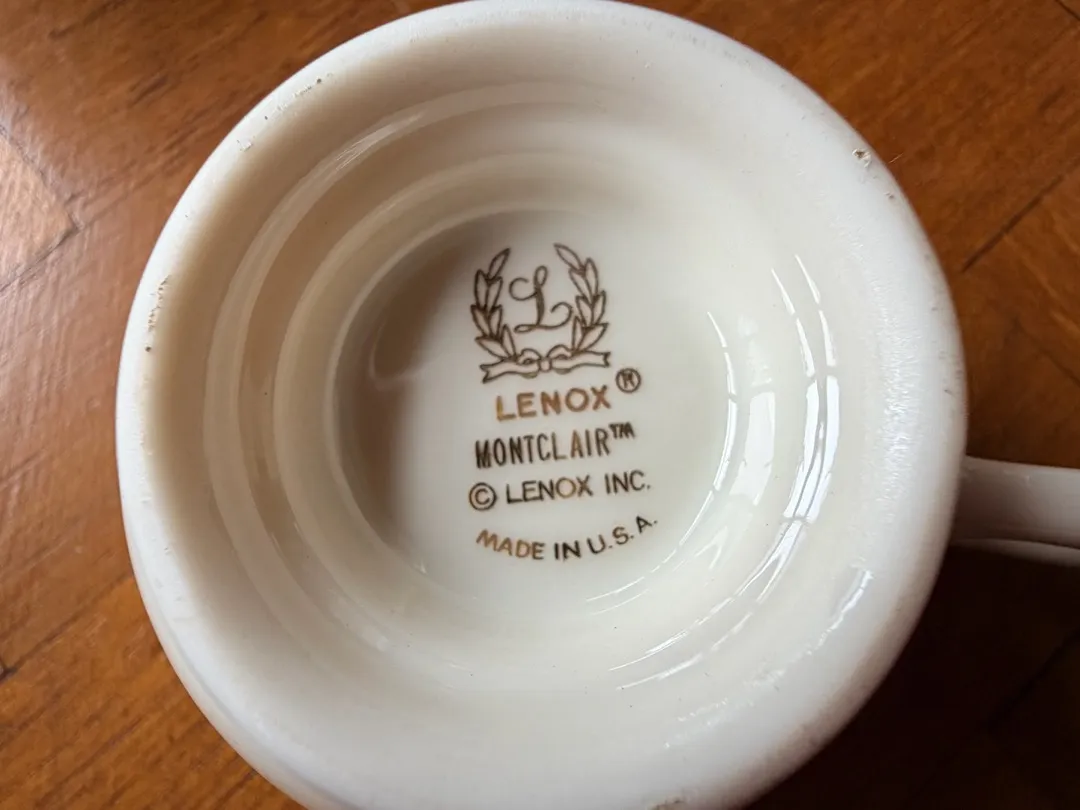 L
LENOX®
MONTCLAIR™
© LENOX INC.
MADE IN U.S.A.